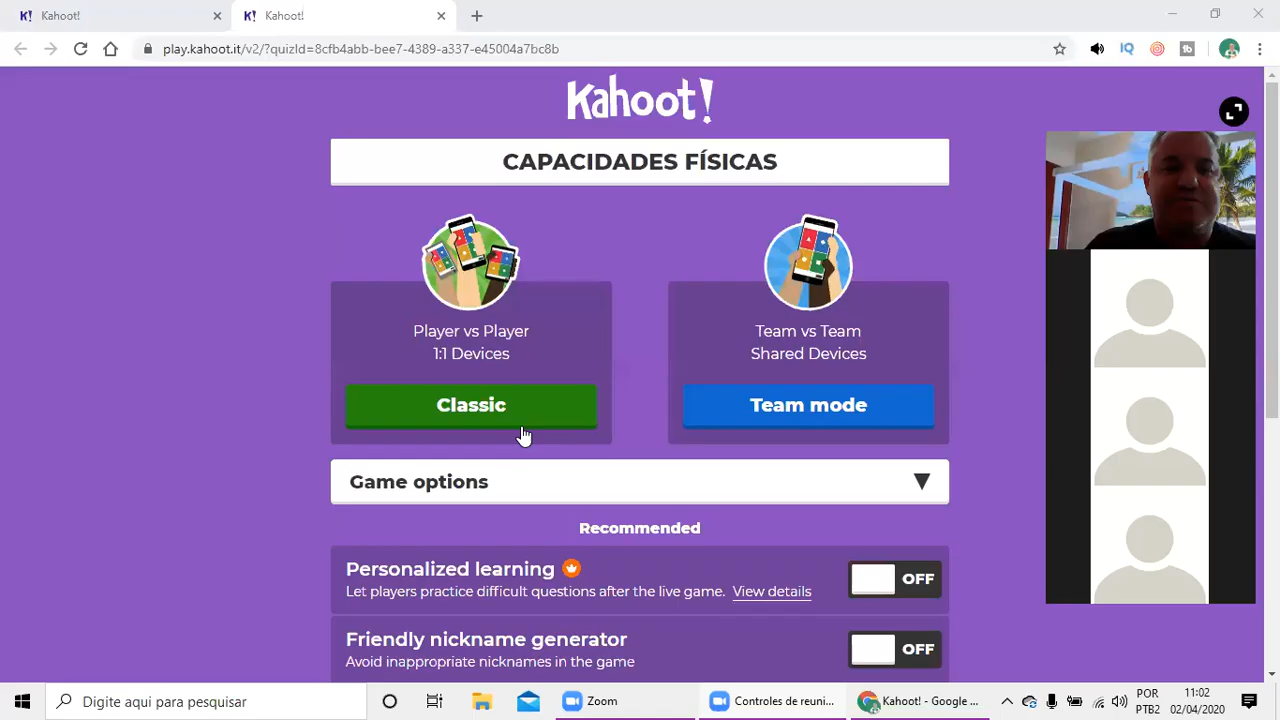 Kahoot!
Kahoot!
play.kahoot.it/v2/?quizId=8cfb4abb-bee7-4389-a337-e45004a7bc8b
Kahoot!
CAPACIDADES FÍSICAS
Player vs Player
1:1 Devices
Team vs Team
Shared Devices
Classic
Team mode
Game options
Recommended
Personalized learning
Let players practice difficult questions after the live game. View details
OFF
Friendly nickname generator
Avoid inappropriate nicknames in the game
OFF
Digite aqui para pesquisar
Zoom
Controles de reuni...
Kahoot! - Google ...
POR
PTB2
11:02
02/04/2020